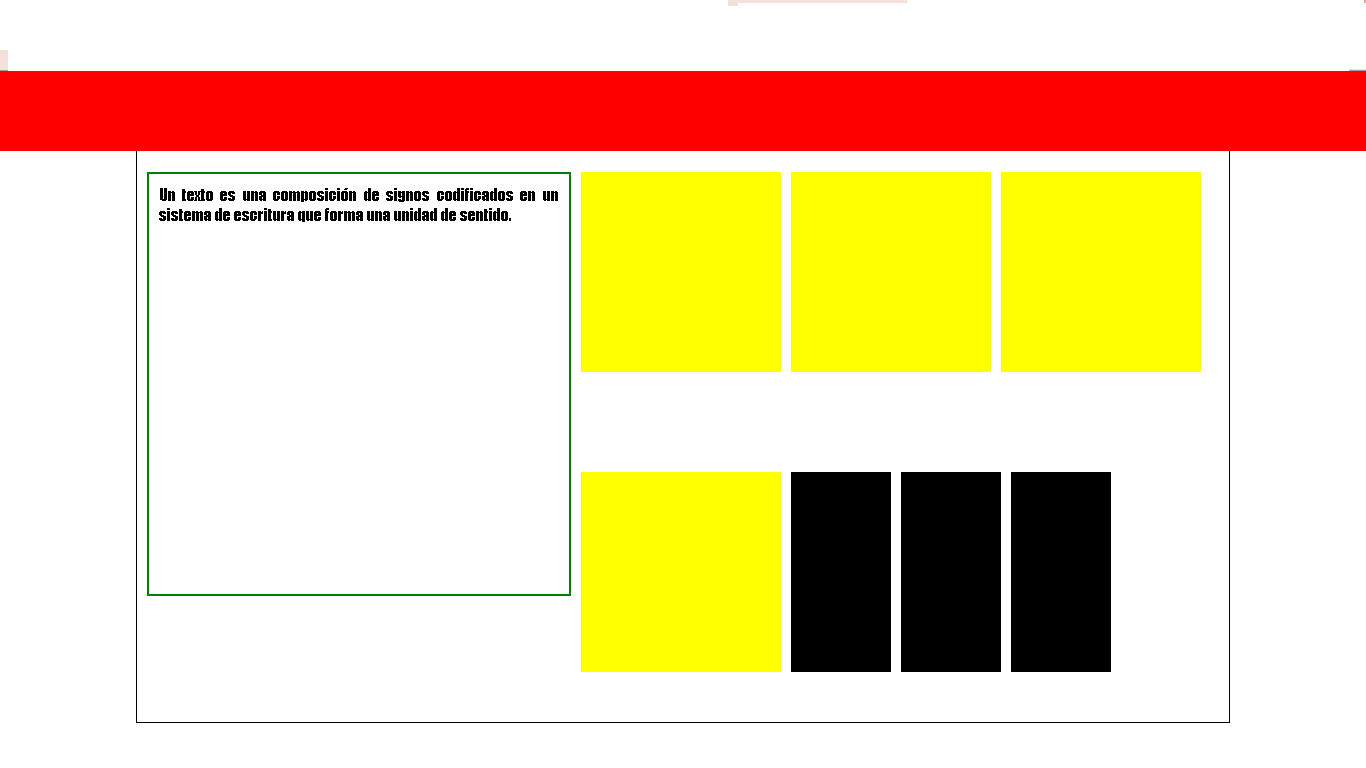 Un texto es una composición de signos codificados en un
sistema de escritura que forma una unidad de sentido.